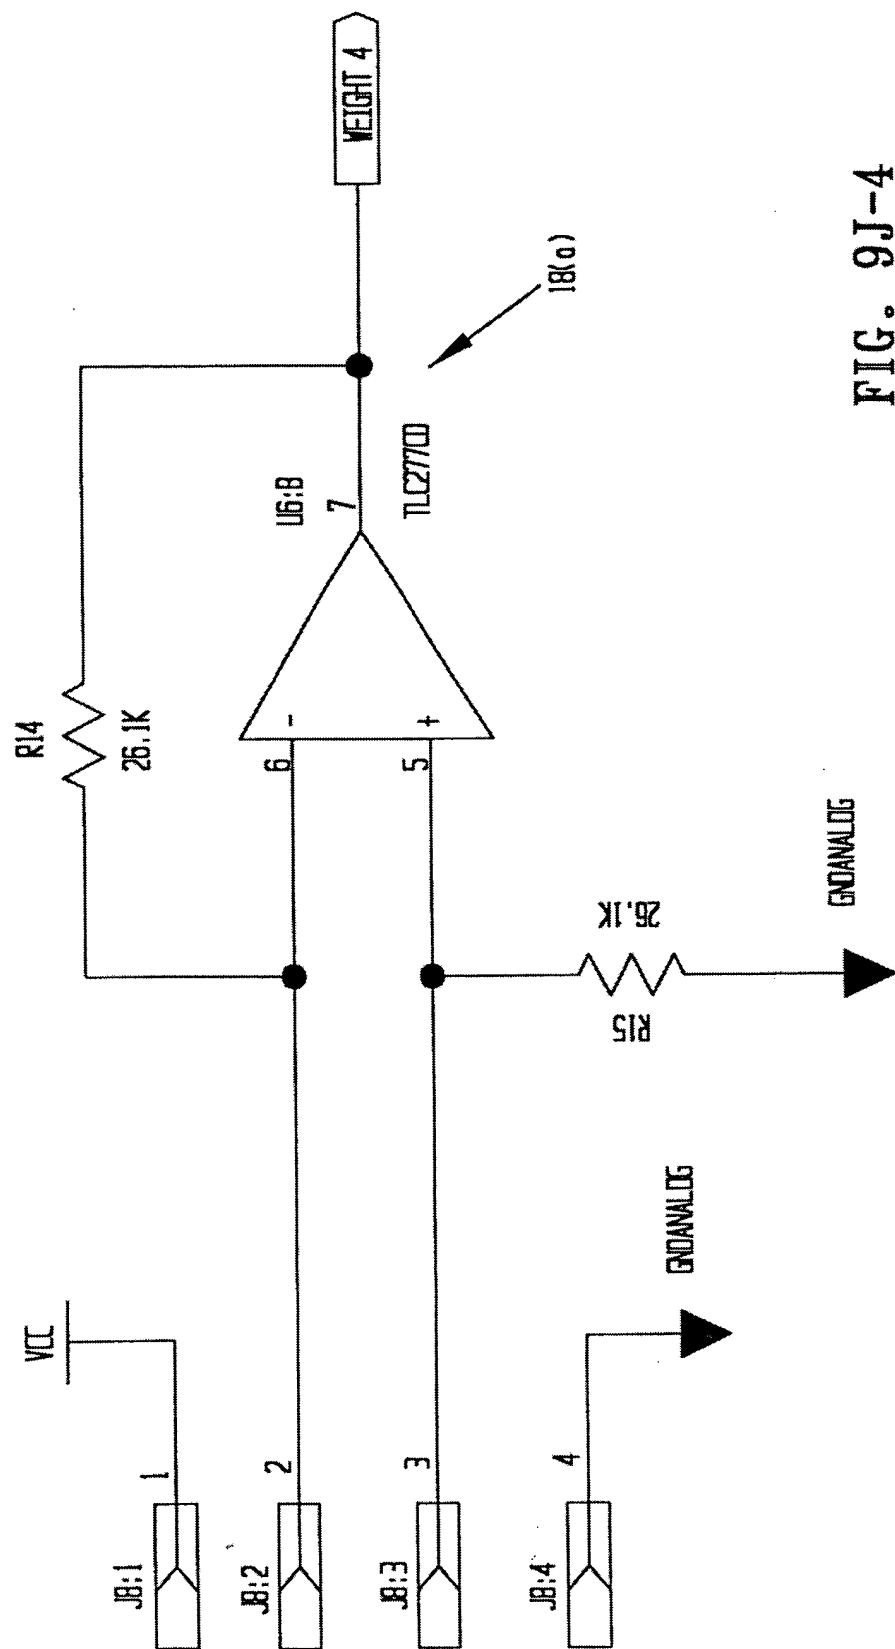 R14
26.1K
VCC
J8:1
1
J8:2
2
6
-
U6:B
7
WEIGHT 4
J8:3
3
5
+
TLC277CD
18(a)
J8:4
4
R15
26.1K
GNDANALOG
GNDANALOG
FIG. 9J-4